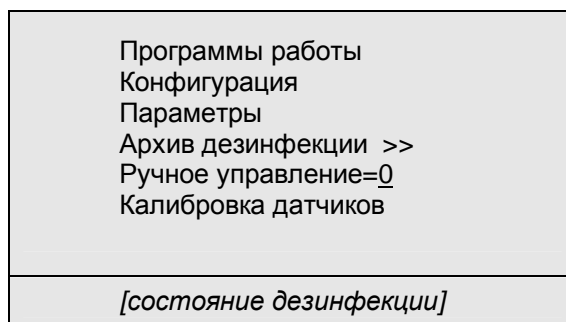 Программы работы
Конфигурация
Параметры
Архив дезинфекции >>
Ручное управление=0
Калибровка датчиков
[состояние дезинфекции]